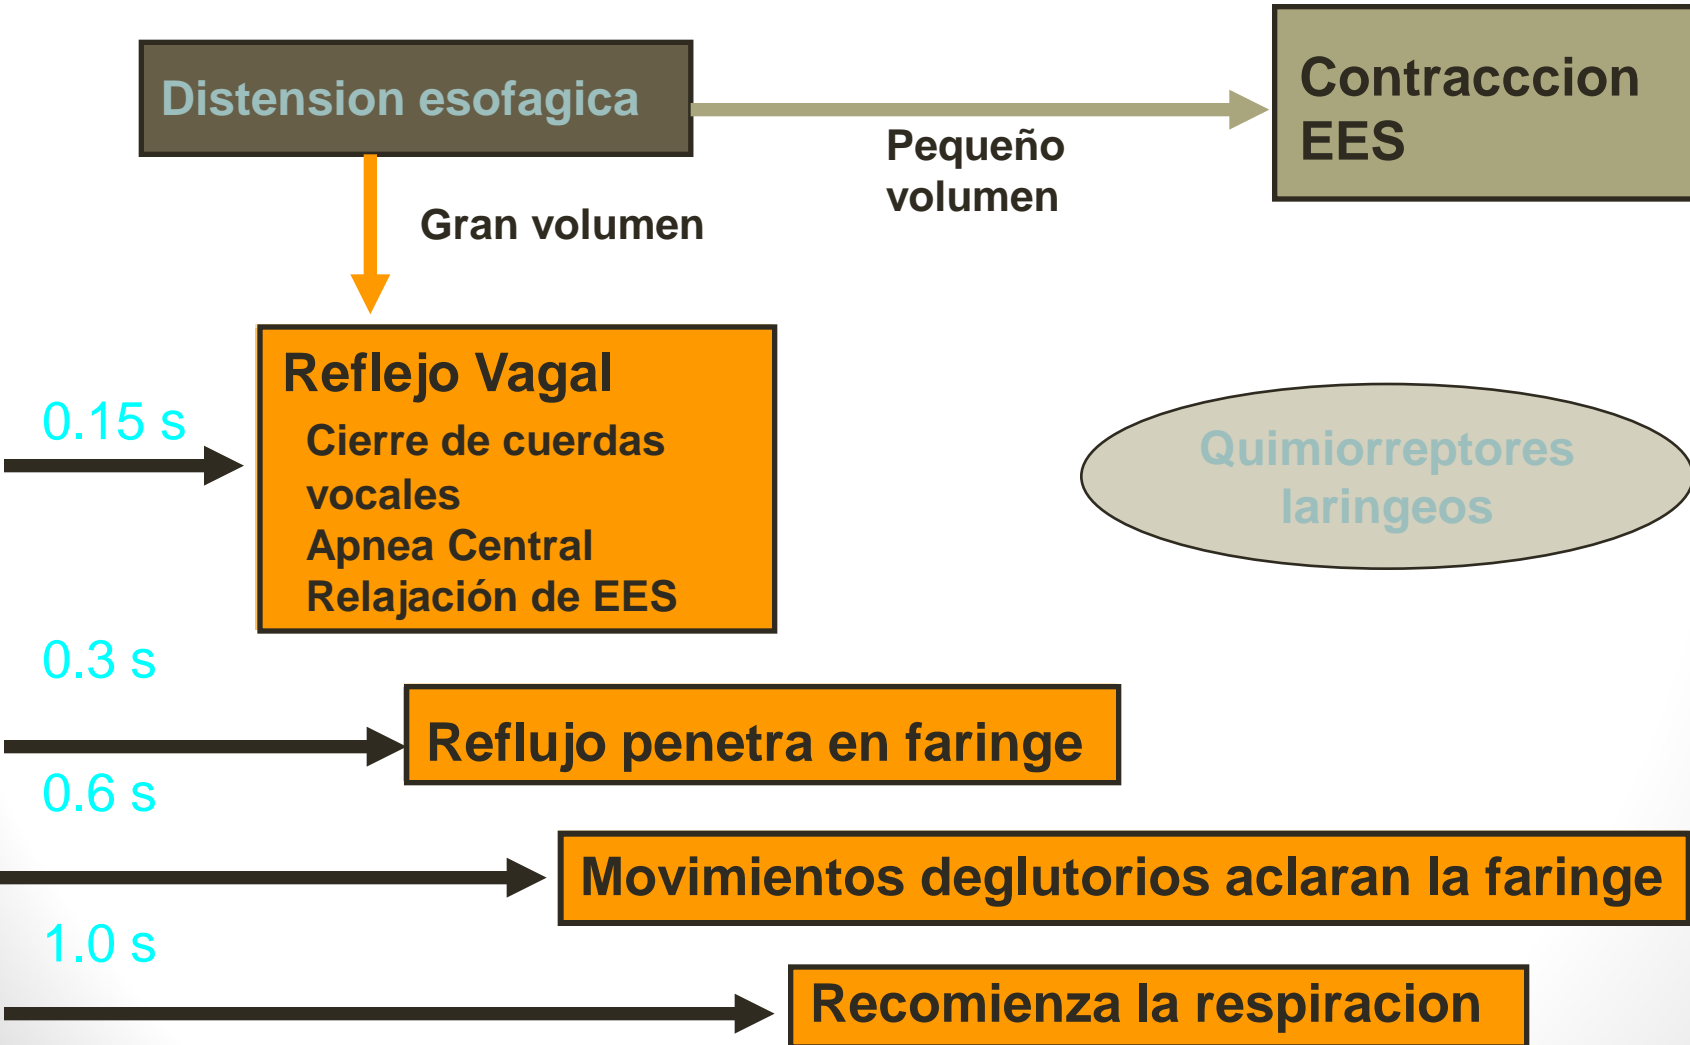 Distension esofagica
Contracccion
EES
Pequeño
volumen
Gran volumen
Reflejo Vagal
Cierre de cuerdas
vocales
Apnea Central
Relajación de EES
0.15 s
Quimiorreptores
laringeos
0.3 s
Reflujo penetra en faringe
0.6 s
Movimientos deglutorios aclaran la faringe
1.0 s
Recomienza la respiracion